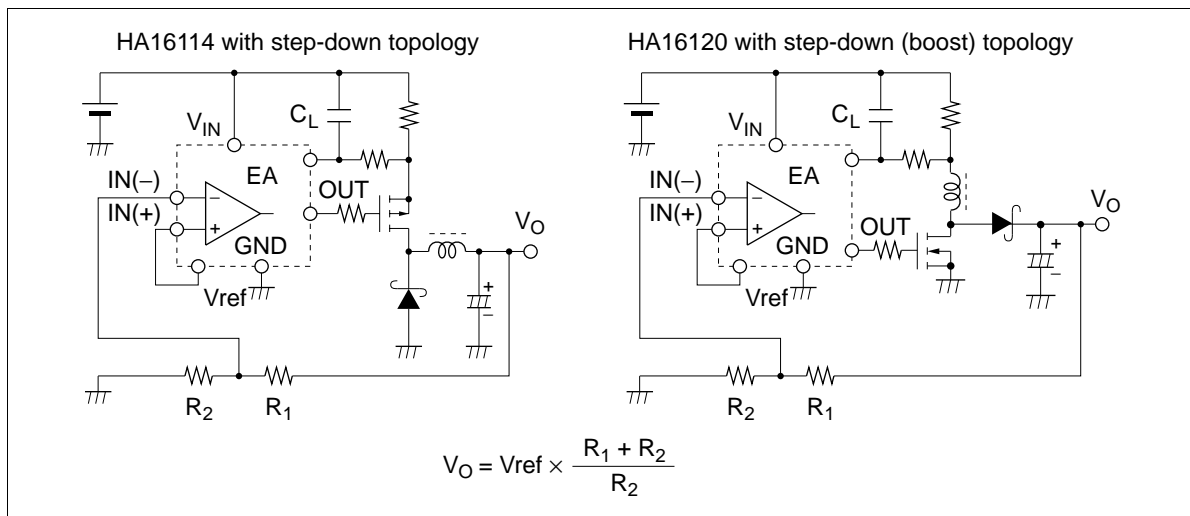 HA16114 with step-down topology
V_IN
C_L
EA
IN(−)
IN(+)
−
+
OUT
GND
Vref
V_O
+
−
R_2
R_1
HA16120 with step-down (boost) topology
V_IN
C_L
EA
IN(−)
IN(+)
−
+
OUT
GND
Vref
V_O
+
−
R_2
R_1
V_O = Vref × (R_1 + R_2) / R_2